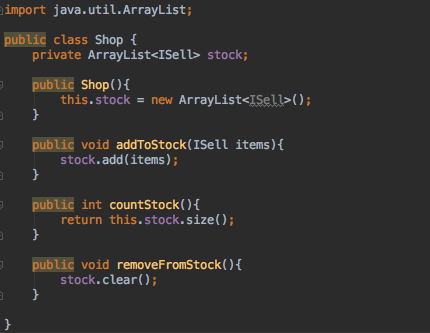 import java.util.ArrayList;
public class Shop {
private ArrayList<ISell> stock;
public Shop(){
this.stock = new ArrayList<ISell>();
}
public void addToStock(ISell items){
stock.add(items);
}
public int countStock(){
return this.stock.size();
}
public void removeFromStock(){
stock.clear();
}
}